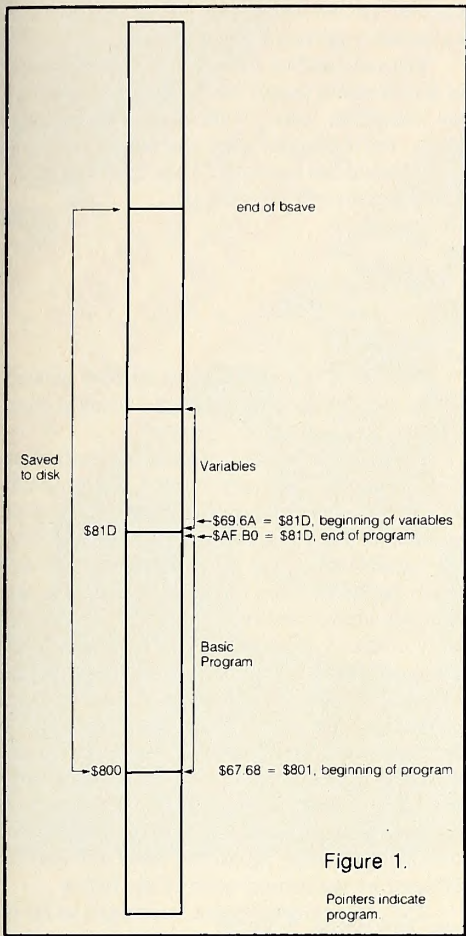 end of bsave
Saved
to disk
Variables
$69.6A = $81D, beginning of variables
$81D
$AF.B0 = $81D, end of program
Basic
Program
$800
$67.68 = $801, beginning of program
Figure 1.
Pointers indicate
program.